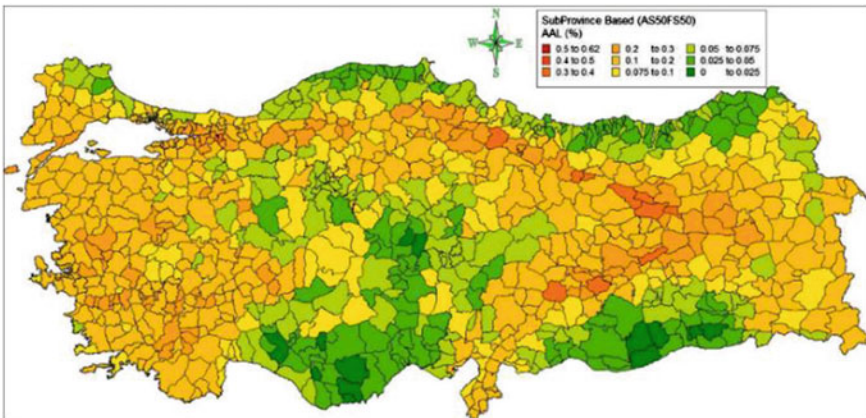 N
W E
S
SubProvince Based (AS50FS50)
AAL (%)
0.5 to 0.62 0.2 to 0.3 0.05 to 0.075
0.4 to 0.5 0.1 to 0.2 0.025 to 0.05
0.3 to 0.4 0.075 to 0.1 0 to 0.025